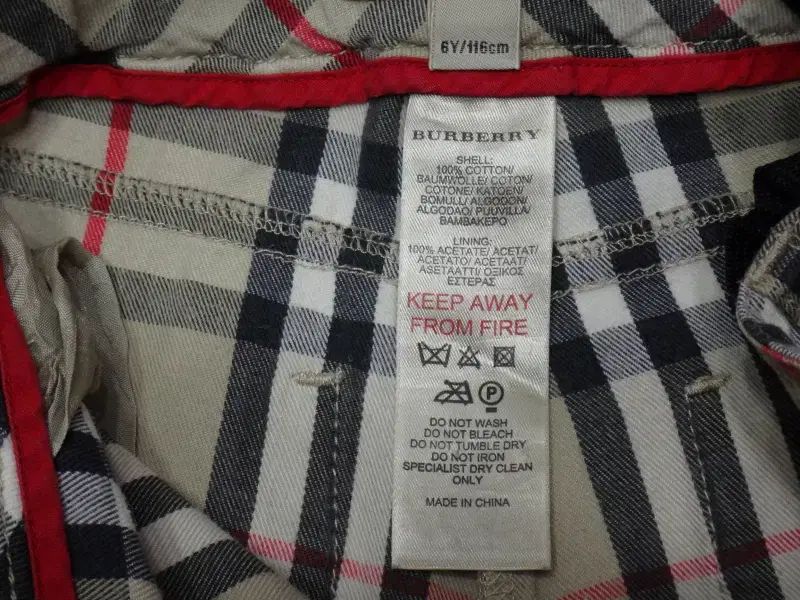 6Y/116cm
BURBERRY
SHELL:
100% COTTON/
BAUMWOLLE/ COTON/
COTONE/ KATOEN/
BOMULL/ ALGODON/
ALGODAO/ PUUVILLA/
ΒΑΜΒΑΚΕΡΟ
LINING:
100% ACETATE/ ACETAT/
ACETATO/ ACETAAT/
ASETAATTI/ ΟΞΙΚΟΣ
ΕΣΤΕΡΑΣ
KEEP AWAY
FROM FIRE
P
DO NOT WASH
DO NOT BLEACH
DO NOT TUMBLE DRY
DO NOT IRON
SPECIALIST DRY CLEAN
ONLY
MADE IN CHINA